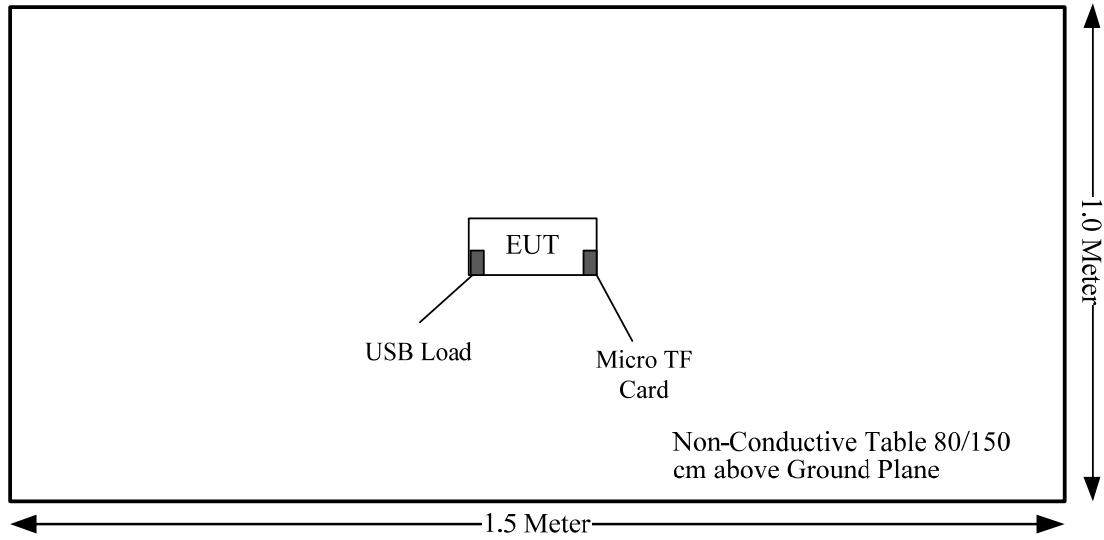 EUT
USB Load
Micro TF
Card
Non-Conductive Table 80/150
cm above Ground Plane
1.0 Meter
1.5 Meter